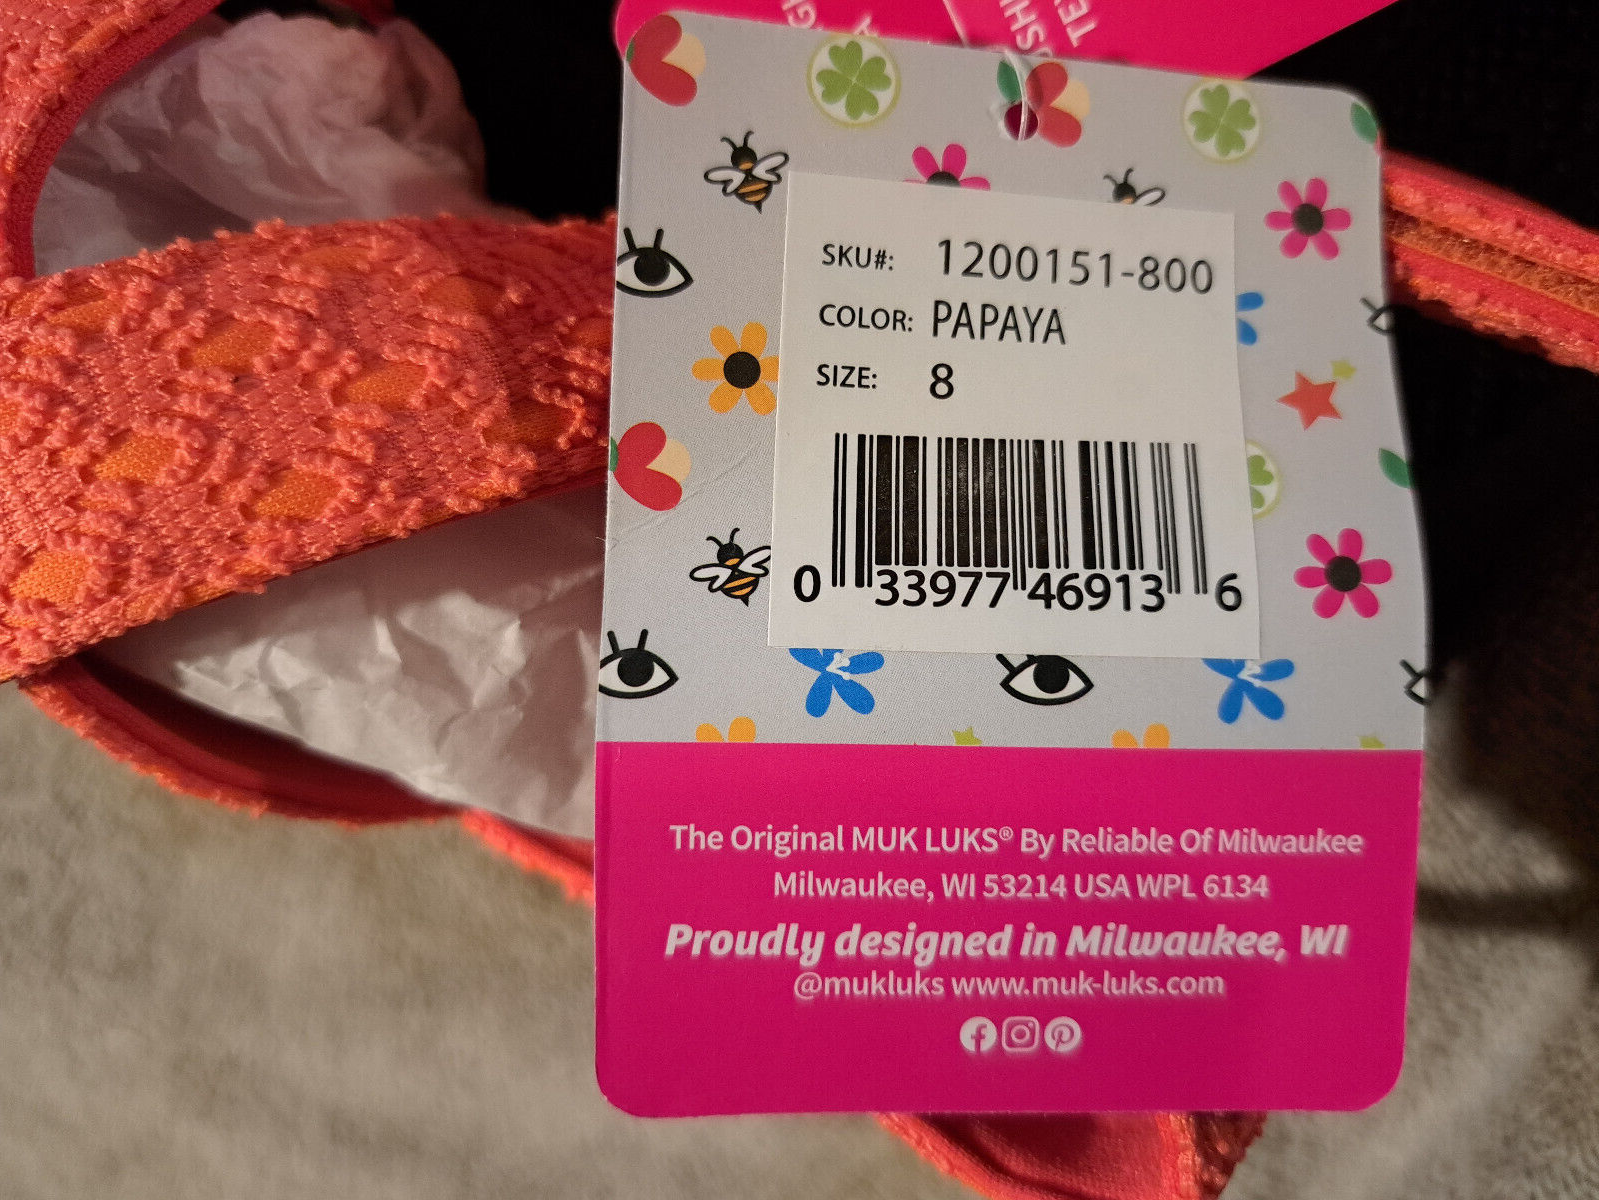 SKU#: 1200151-800
COLOR: PAPAYA
SIZE: 8
0 33977 46913 6
The Original MUK LUKS® By Reliable Of Milwaukee
Milwaukee, WI 53214 USA WPL 6134
Proudly designed in Milwaukee, WI
@mukluks www.muk-luks.com